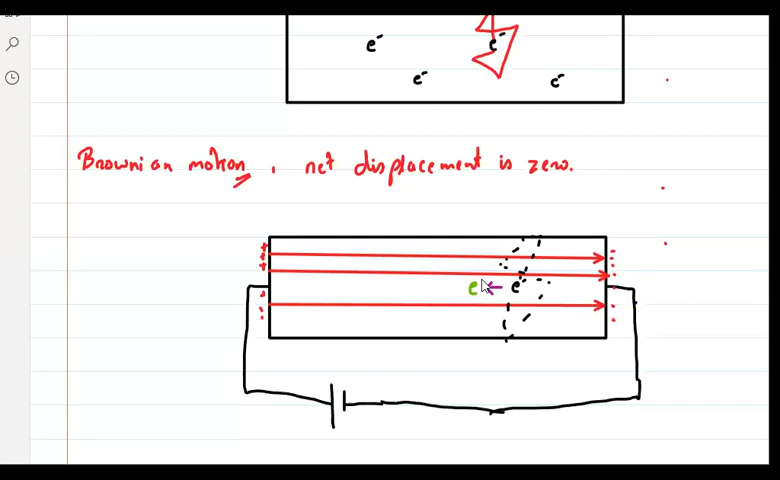 e⁻ e⁻
e⁻ e⁻
Brownian motion, net displacement is zero.
e e⁻